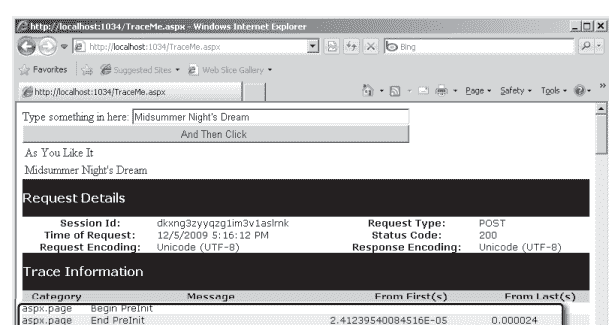 http://localhost:1034/TraceMe.aspx - Windows Internet Explorer
http://localhost:1034/TraceMe.aspx Bing
Favorites Suggested Sites Web Slice Gallery
http://localhost:1034/TraceMe.aspx Page Safety Tools
Type something in here: Midsummer Night's Dream
And Then Click
As You Like It
Midsummer Night's Dream
Request Details
Session Id: dkxng3zyyqzg1im3v1aslrnk Request Type: POST
Time of Request: 12/5/2009 5:16:12 PM Status Code: 200
Request Encoding: Unicode (UTF-8) Response Encoding: Unicode (UTF-8)
Trace Information
Category Message From First(s) From Last(s)
aspx.page Begin PreInit
aspx.page End PreInit 2.41239540084516E-05 0.000024